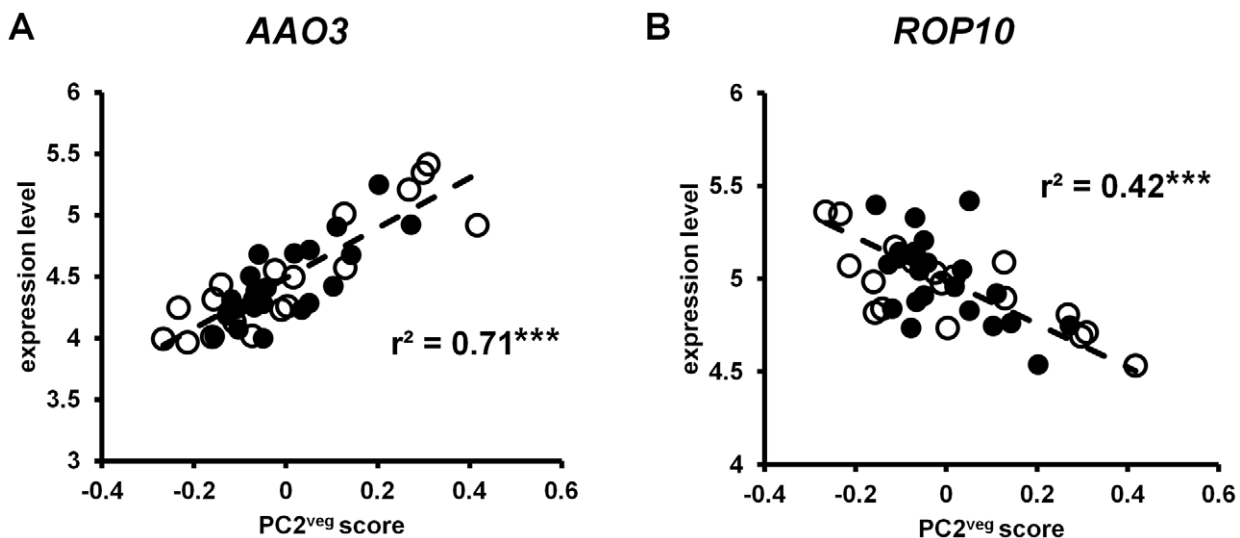 A
AAO3
6
5.5
5
4.5
4
3.5
3
expression level
r² = 0.71***
-0.4
-0.2
0
0.2
0.4
0.6
PC2veg score
B
ROP10
6
5.5
5
4.5
4
expression level
r² = 0.42***
-0.4
-0.2
0
0.2
0.4
0.6
PC2veg score